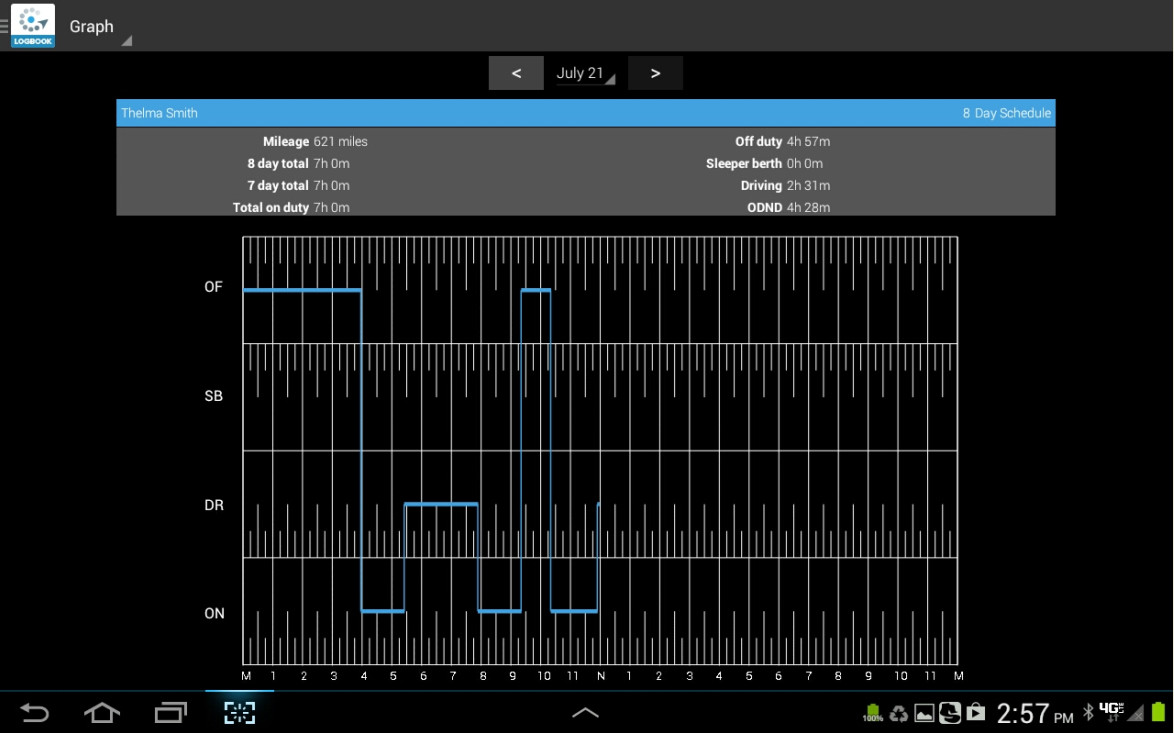 LOGBOOK
Graph
< July 21 >
Thelma Smith 8 Day Schedule
Mileage 621 miles Off duty 4h 57m
8 day total 7h 0m Sleeper berth 0h 0m
7 day total 7h 0m Driving 2h 31m
Total on duty 7h 0m ODND 4h 28m
OF
SB
DR
ON
M 1 2 3 4 5 6 7 8 9 10 11 N 1 2 3 4 5 6 7 8 9 10 11 M
100% 2:57 PM 4G LTE